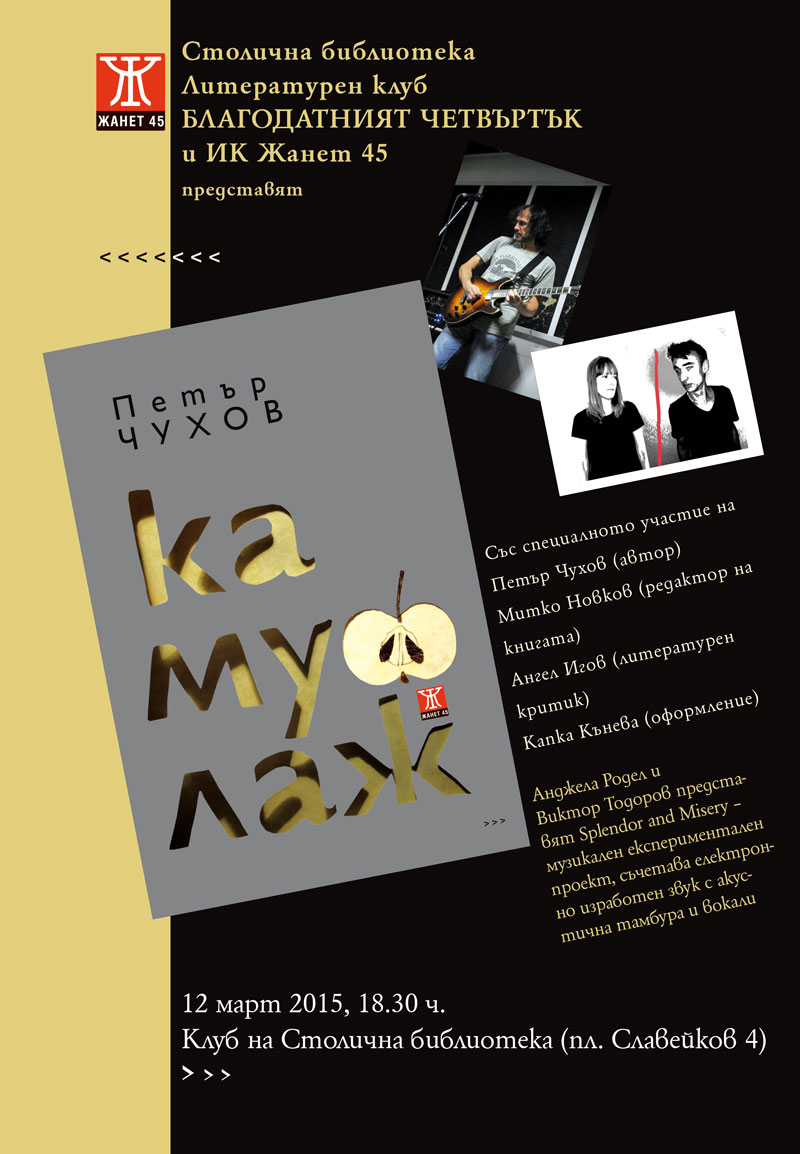 Ж
ЖАНЕТ 45
Столична библиотека
Литературен клуб
БЛАГОДАТНИЯТ ЧЕТВЪРТЪК
и ИК Жанет 45
представят
< < < < < < <
Петър
ЧУХОВ
ка
му
лаж
Ж
ЖАНЕТ 45
> > >
Със специалното участие на
Петър Чухов (автор)
Митко Новков (редактор на
книгата)
Ангел Игов (литературен
критик)
Капка Кънева (оформление)
Анджела Родел и
Виктор Тодоров предста-
вят Splendor and Misery –
музикален експериментален
проект, съчетава електрон-
но изработен звук с акус-
тична тамбура и вокали
12 март 2015, 18.30 ч.
Клуб на Столична библиотека (пл. Славейков 4)
> > >